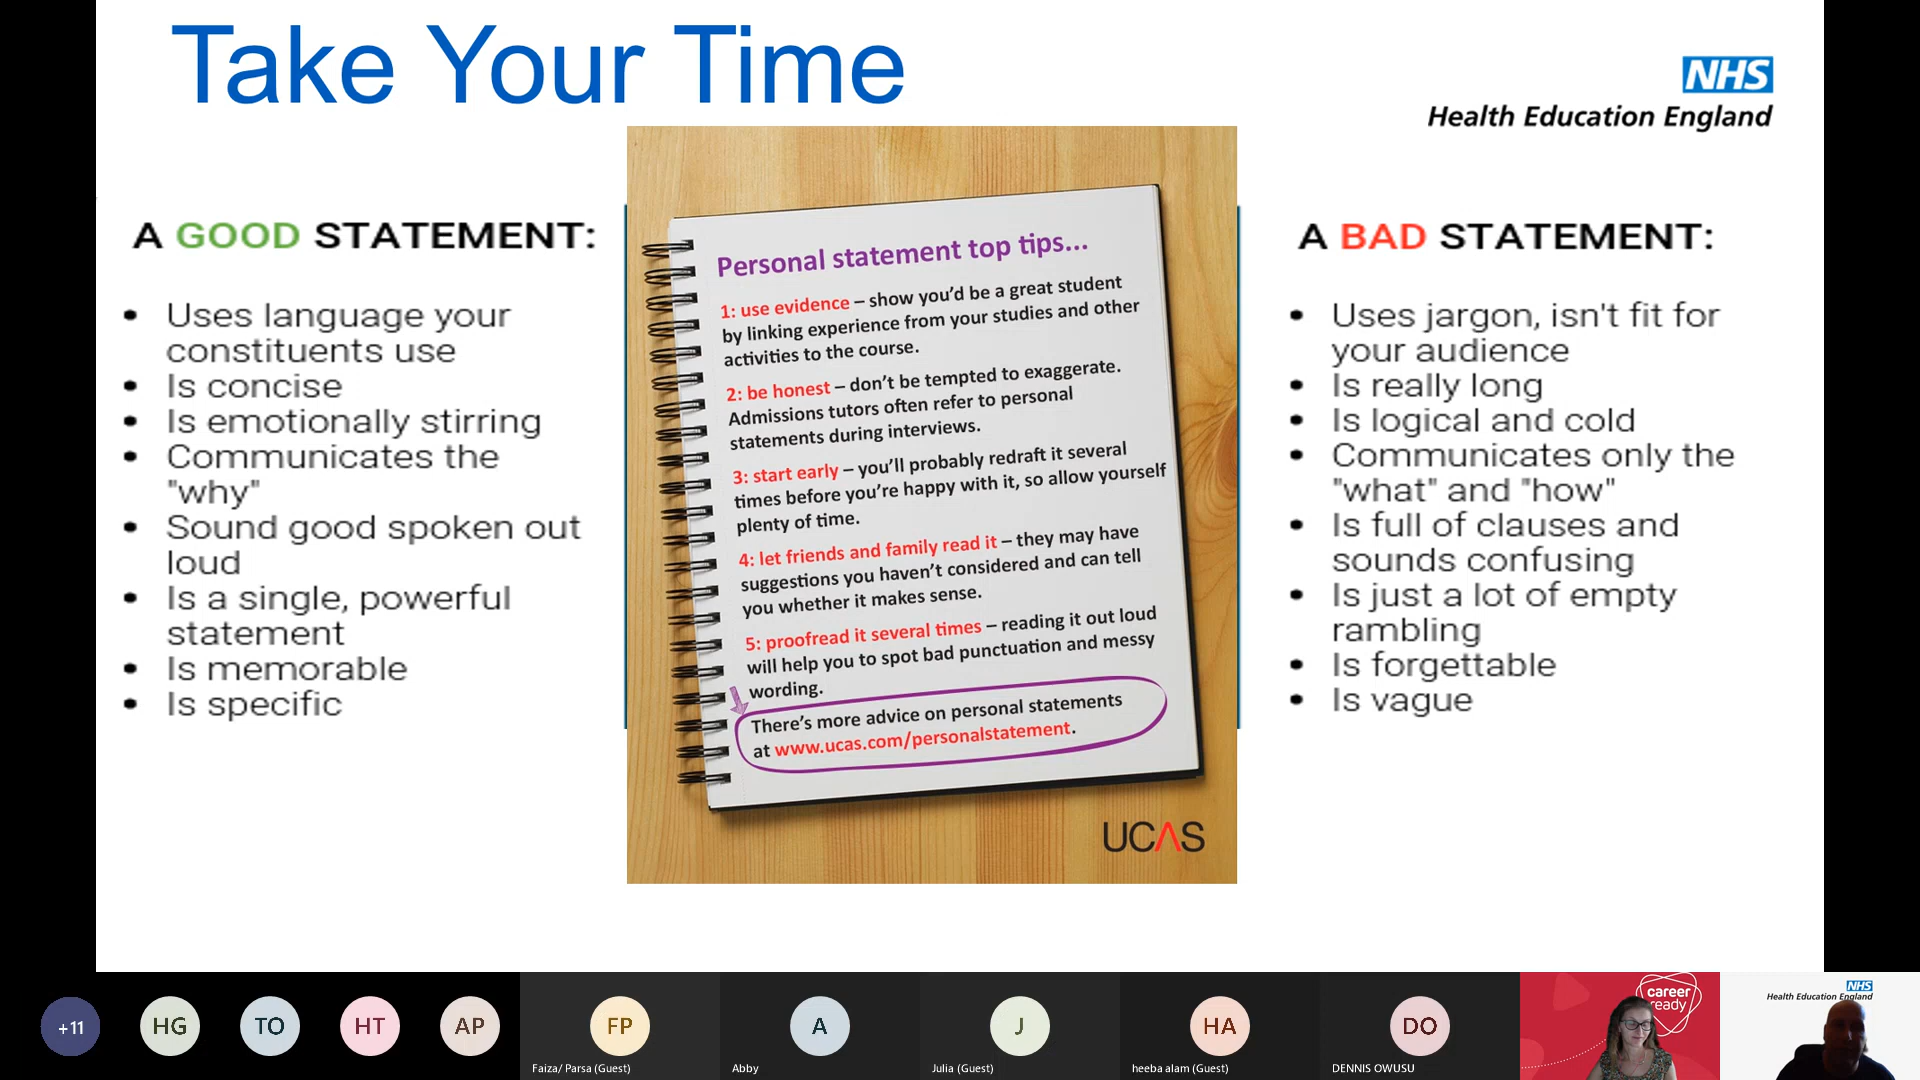 Take Your Time
NHS
Health Education England
A GOOD STATEMENT:
• Uses language your
constituents use
• Is concise
• Is emotionally stirring
• Communicates the
"why"
• Sound good spoken out
loud
• Is a single, powerful
statement
• Is memorable
• Is specific
Personal statement top tips...
1: use evidence – show you'd be a great student
by linking experience from your studies and other
activities to the course.
2: be honest – don't be tempted to exaggerate.
Admissions tutors often refer to personal
statements during interviews.
3: start early – you'll probably redraft it several
times before you're happy with it, so allow yourself
plenty of time.
4: let friends and family read it – they may have
suggestions you haven't considered and can tell
you whether it makes sense.
5: proofread it several times – reading it out loud
will help you to spot bad punctuation and messy
wording.
There's more advice on personal statements
at www.ucas.com/personalstatement.
UCAS
A BAD STATEMENT:
• Uses jargon, isn't fit for
your audience
• Is really long
• Is logical and cold
• Communicates only the
"what" and "how"
• Is full of clauses and
sounds confusing
• Is just a lot of empty
rambling
• Is forgettable
• Is vague
+11
HG
TO
HT
AP
FP
Faiza/ Parsa (Guest)
A
Abby
J
Julia (Guest)
HA
heeba alam (Guest)
DO
DENNIS OWUSU
career
ready
NHS
Health Education England